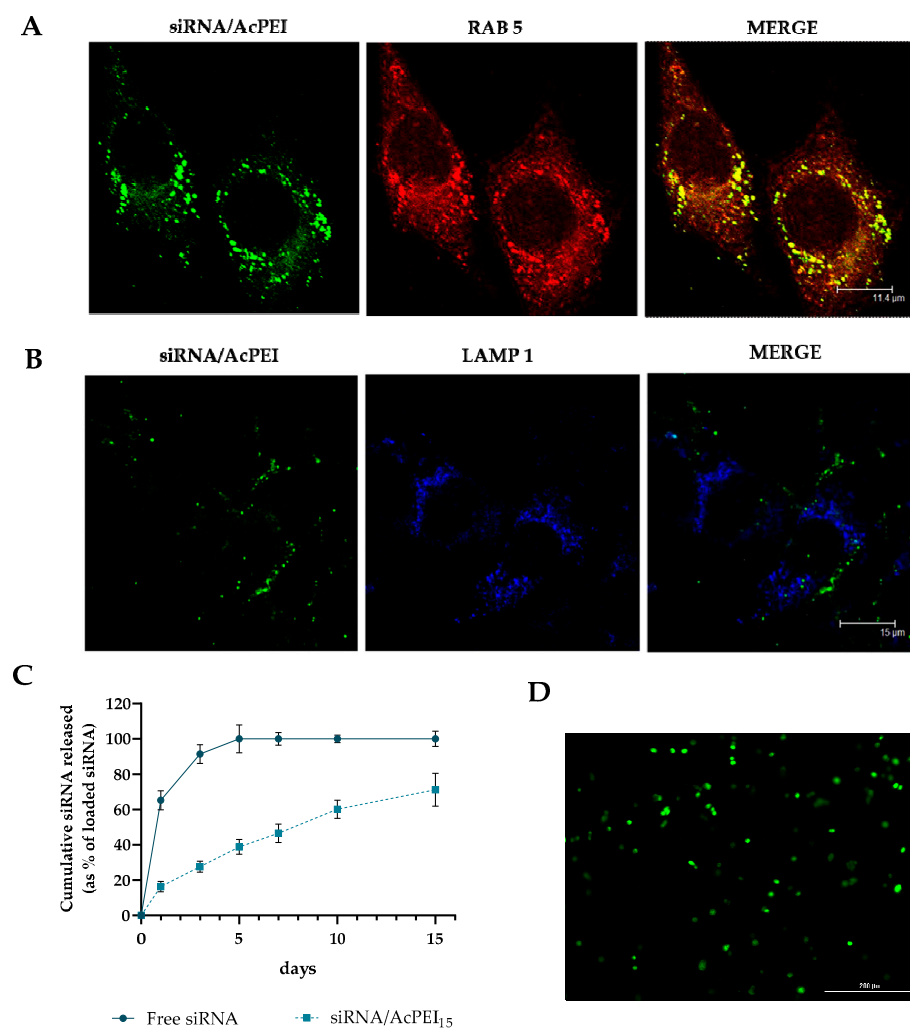 A
siRNA/AcPEI RAB 5 MERGE
11.4 µm
B
siRNA/AcPEI LAMP 1 MERGE
15 µm
C
D
Cumulative siRNA released
(as % of loaded siRNA)
120
100
80
60
40
20
0
0 5 10 15
days
Free siRNA siRNA/AcPEI₁₅
200 µm